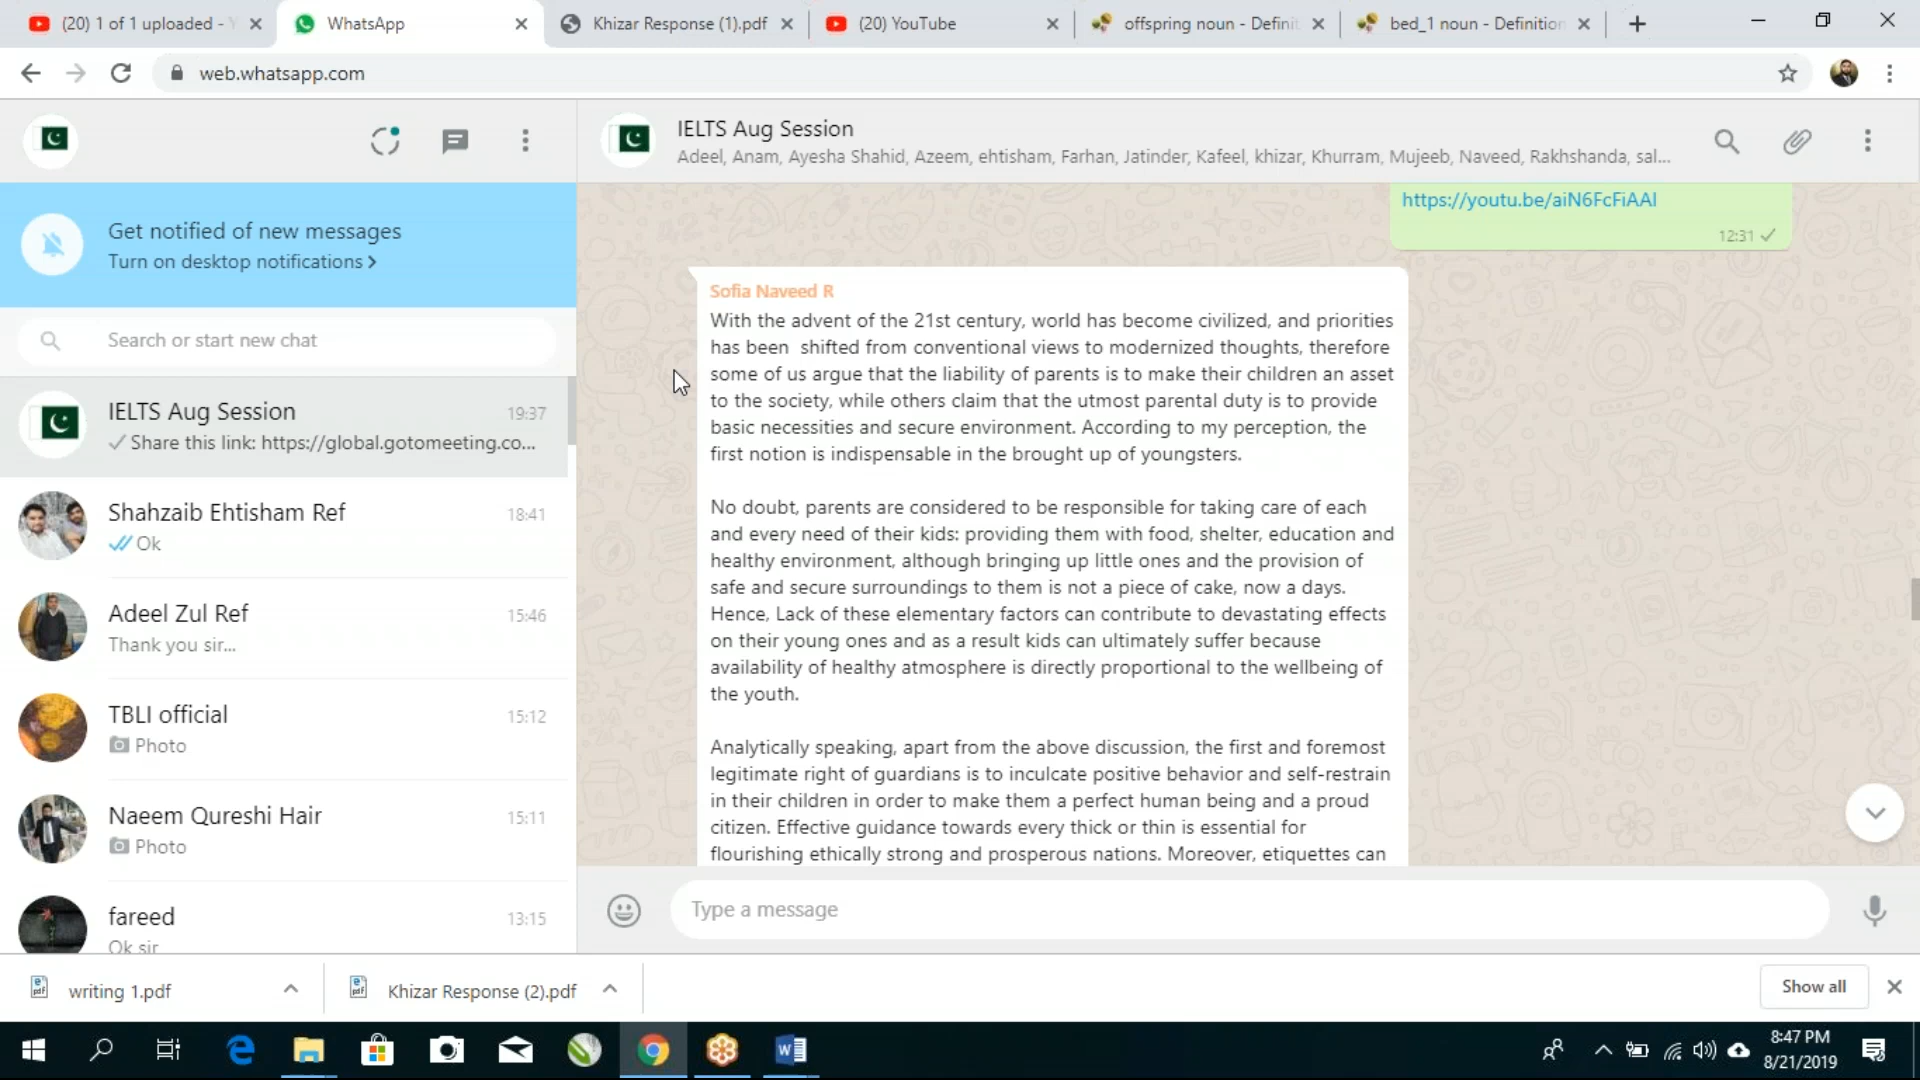 (20) 1 of 1 uploaded - Y
WhatsApp
Khizar Response (1).pdf
(20) YouTube
offspring noun - Definit
bed_1 noun - Definition
web.whatsapp.com
IELTS Aug Session
Adeel, Anam, Ayesha Shahid, Azeem, ehtisham, Farhan, Jatinder, Kafeel, khizar, Khurram, Mujeeb, Naveed, Rakhshanda, sal...
Get notified of new messages
Turn on desktop notifications >
Search or start new chat
IELTS Aug Session
19:37
Share this link: https://global.gotomeeting.co...
Shahzaib Ehtisham Ref
18:41
Ok
Adeel Zul Ref
15:46
Thank you sir...
TBLI official
15:12
Photo
Naeem Qureshi Hair
15:11
Photo
fareed
13:15
Ok sir
https://youtu.be/aiN6FcFiAAI
12:31
Sofia Naveed R
With the advent of the 21st century, world has become civilized, and priorities
has been  shifted from conventional views to modernized thoughts, therefore
some of us argue that the liability of parents is to make their children an asset
to the society, while others claim that the utmost parental duty is to provide
basic necessities and secure environment. According to my perception, the
first notion is indispensable in the brought up of youngsters.
No doubt, parents are considered to be responsible for taking care of each
and every need of their kids: providing them with food, shelter, education and
healthy environment, although bringing up little ones and the provision of
safe and secure surroundings to them is not a piece of cake, now a days.
Hence, Lack of these elementary factors can contribute to devastating effects
on their young ones and as a result kids can ultimately suffer because
availability of healthy atmosphere is directly proportional to the wellbeing of
the youth.
Analytically speaking, apart from the above discussion, the first and foremost
legitimate right of guardians is to inculcate positive behavior and self-restrain
in their children in order to make them a perfect human being and a proud
citizen. Effective guidance towards every thick or thin is essential for
flourishing ethically strong and prosperous nations. Moreover, etiquettes can
Type a message
writing 1.pdf
Khizar Response (2).pdf
Show all
8:47 PM
8/21/2019